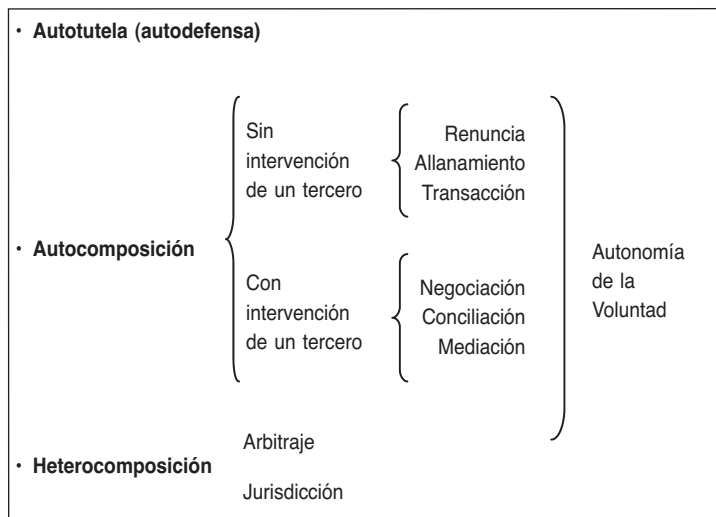 • Autotutela (autodefensa)
Sin
intervención
de un tercero
Renuncia
Allanamiento
Transacción
• Autocomposición
Con
intervención
de un tercero
Negociación
Conciliación
Mediación
Autonomía
de la
Voluntad
• Heterocomposición
Arbitraje
Jurisdicción